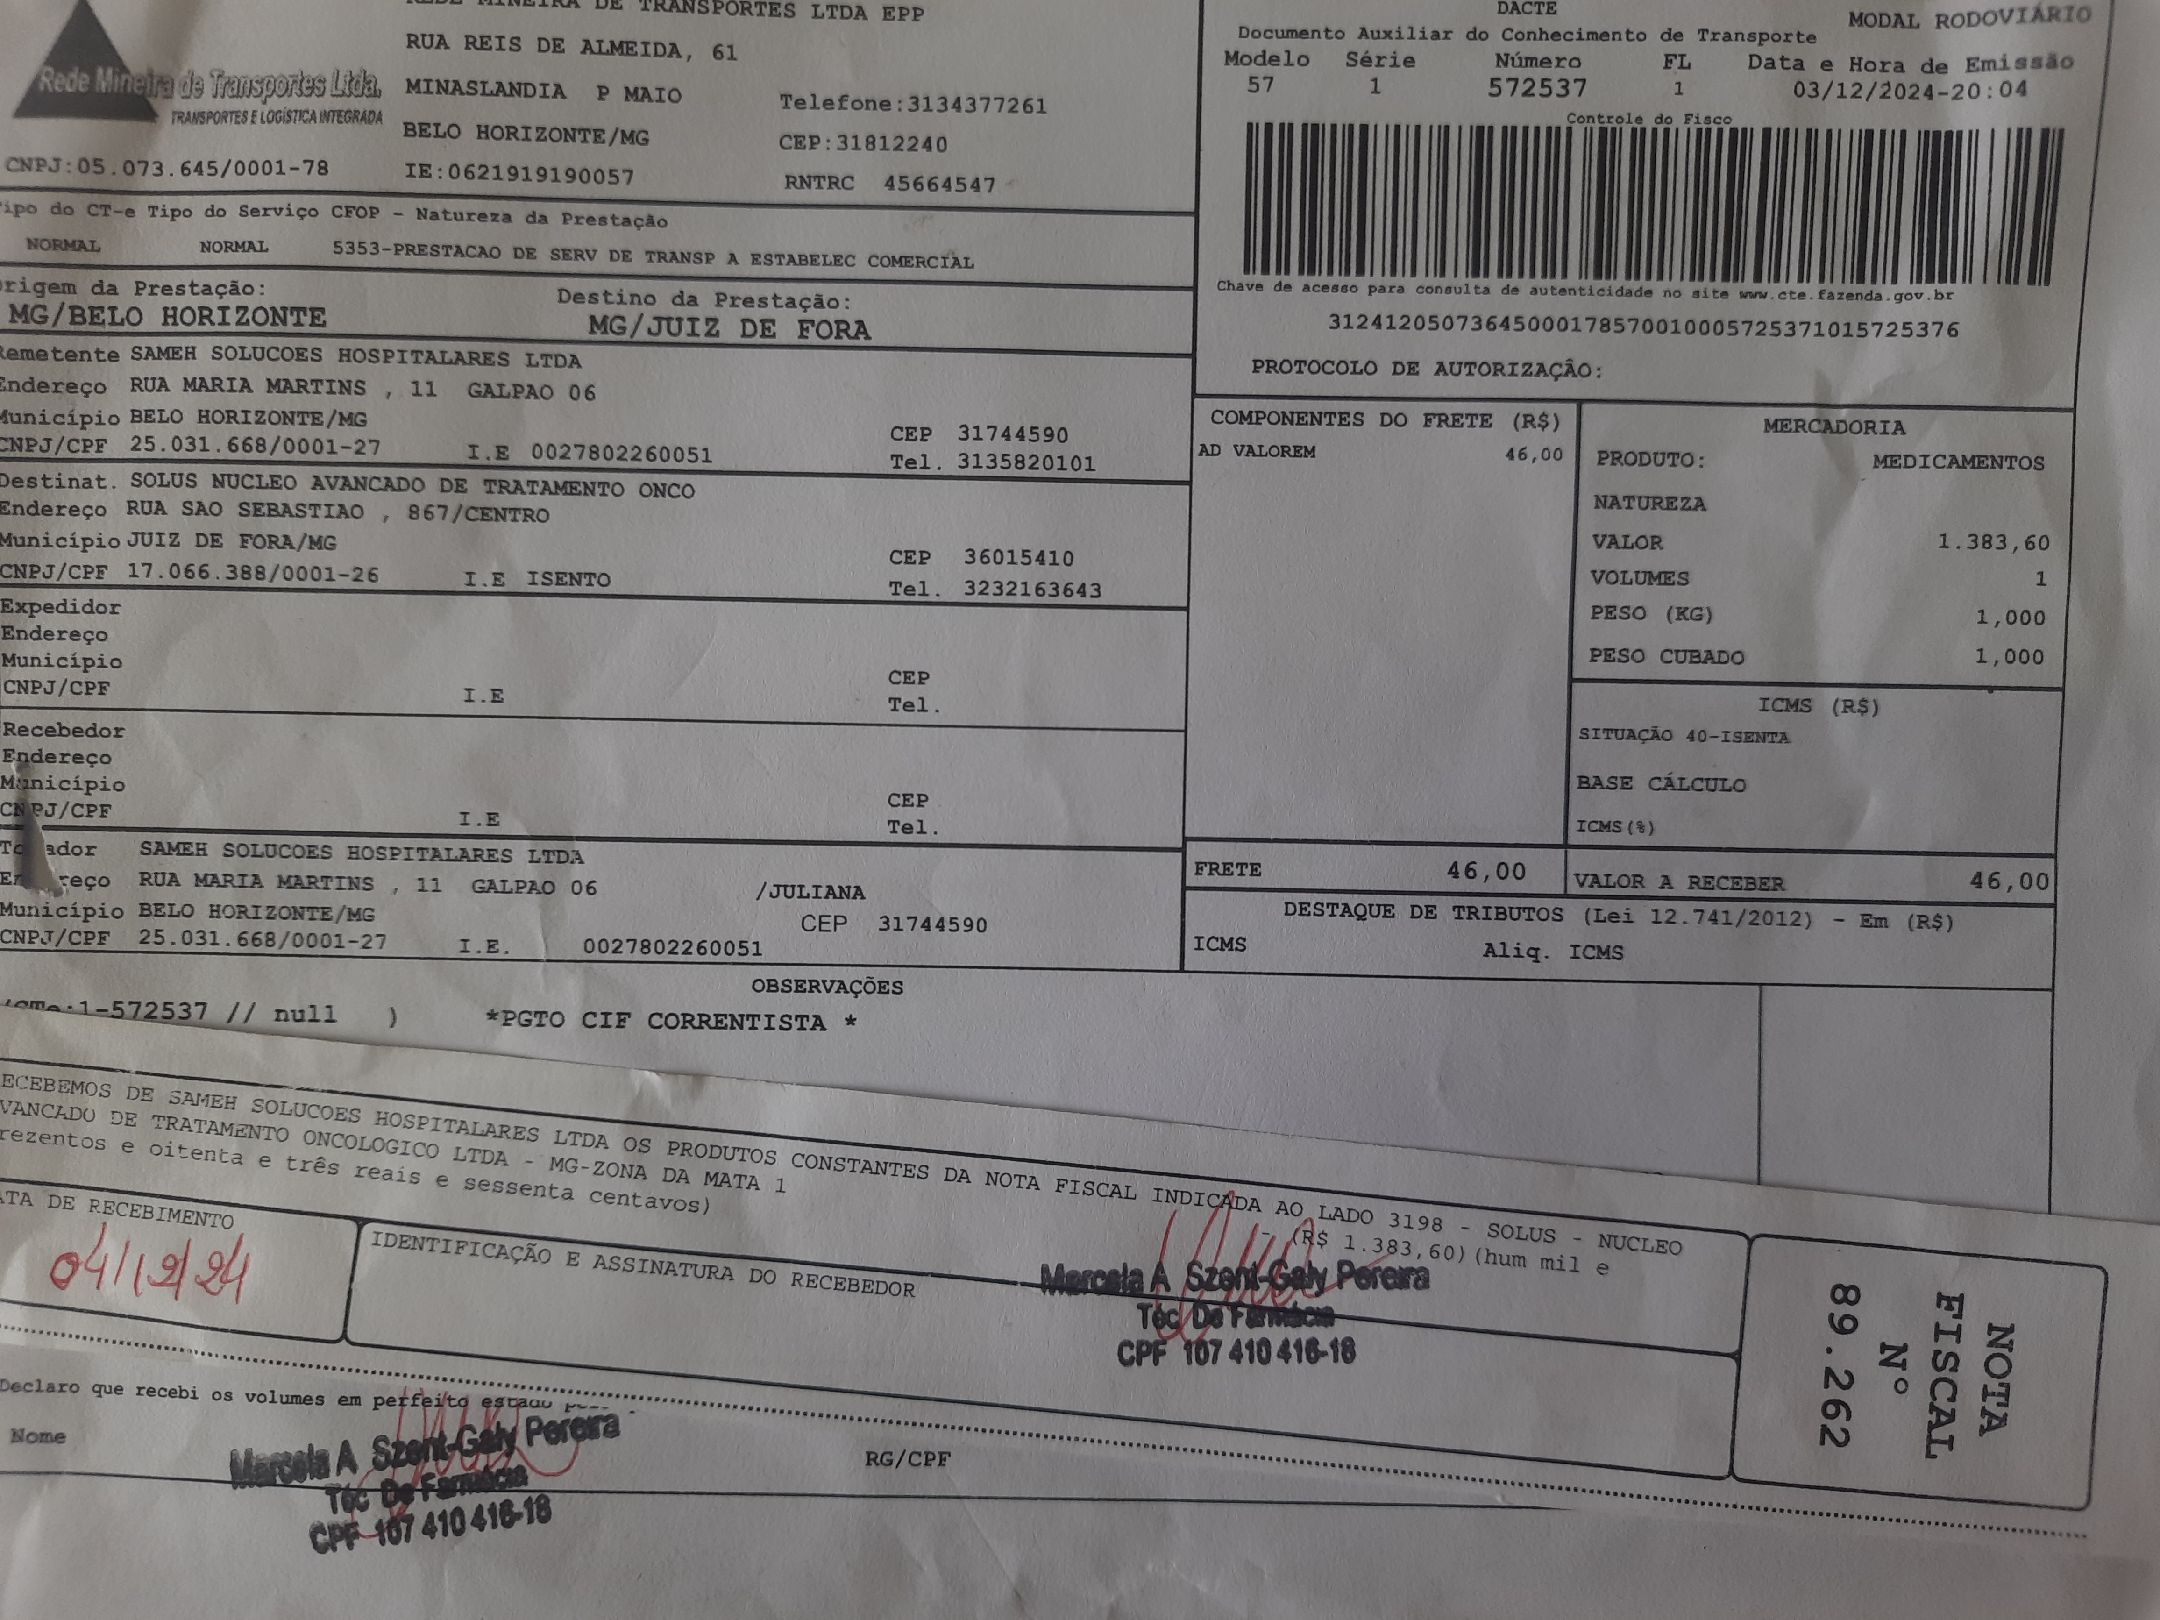 REDE MINEIRA DE TRANSPORTES LTDA EPP
RUA REIS DE ALMEIDA, 61
MINASLANDIA P MAIO
Telefone:3134377261
BELO HORIZONTE/MG
CEP:31812240
IE:0621919190057
RNTRC 45664547
Rede Mineira de Transportes Ltda.
TRANSPORTES E LOGÍSTICA INTEGRADA
CNPJ:05.073.645/0001-78
DACTE
MODAL RODOVIÁRIO
Documento Auxiliar do Conhecimento de Transporte
Modelo Série Número FL Data e Hora de Emissão
57 1 572537 1 03/12/2024-20:04
Controle do Fisco
Chave de acesso para consulta de autenticidade no site www.cte.fazenda.gov.br
31241205073645000178570010005725371015725376
PROTOCOLO DE AUTORIZAÇÂO:
ipo do CT-e Tipo do Serviço CFOP - Natureza da Prestação
NORMAL NORMAL 5353-PRESTACAO DE SERV DE TRANSP A ESTABELEC COMERCIAL
rigem da Prestação: Destino da Prestação:
MG/BELO HORIZONTE MG/JUIZ DE FORA
Remetente SAMEH SOLUCOES HOSPITALARES LTDA
Endereço RUA MARIA MARTINS , 11 GALPAO 06
Município BELO HORIZONTE/MG CEP 31744590
CNPJ/CPF 25.031.668/0001-27 I.E 0027802260051 Tel. 3135820101
Destinat. SOLUS NUCLEO AVANCADO DE TRATAMENTO ONCO
Endereço RUA SAO SEBASTIAO , 867/CENTRO
Município JUIZ DE FORA/MG CEP 36015410
CNPJ/CPF 17.066.388/0001-26 I.E ISENTO Tel. 3232163643
Expedidor
Endereço
Município CEP
CNPJ/CPF I.E Tel.
Recebedor
Endereço
Município CEP
CNPJ/CPF I.E Tel.
SAMEH SOLUCOES HOSPITALARES LTDA
RUA MARIA MARTINS , 11 GALPAO 06 /JULIANA
Município BELO HORIZONTE/MG CEP 31744590
CNPJ/CPF 25.031.668/0001-27 I.E. 0027802260051
COMPONENTES DO FRETE (R$)
AD VALOREM 46,00
MERCADORIA
PRODUTO: MEDICAMENTOS
NATUREZA
VALOR 1.383,60
VOLUMES 1
PESO (KG) 1,000
PESO CUBADO 1,000
ICMS (R$)
SITUAÇÃO 40-ISENTA
BASE CÁLCULO
ICMS(%)
FRETE 46,00 VALOR A RECEBER 46,00
DESTAQUE DE TRIBUTOS (Lei 12.741/2012) - Em (R$)
ICMS Aliq. ICMS
OBSERVAÇÕES
:1-572537 // null ) *PGTO CIF CORRENTISTA *
ECEBEMOS DE SAMEH SOLUCOES HOSPITALARES LTDA OS PRODUTOS CONSTANTES DA NOTA FISCAL INDICADA AO LADO 3198 - SOLUS - NUCLEO
VANCADO DE TRATAMENTO ONCOLOGICO LTDA - MG-ZONA DA MATA 1 - (R$ 1.383,60)(hum mil e
rezentos e oitenta e três reais e sessenta centavos)
ATA DE RECEBIMENTO
04/12/24
IDENTIFICAÇÃO E ASSINATURA DO RECEBEDOR
Marcela A Szent-Galy Pereira
Téc De Farmácia
CPF 107 410 416-18
NOTA
FISCAL
Nº
89.262
Declaro que recebi os volumes em perfeito estado
Nome
Marcela A Szent-Galy Pereira
Téc De Farmácia
CPF 107 410 416-18
RG/CPF